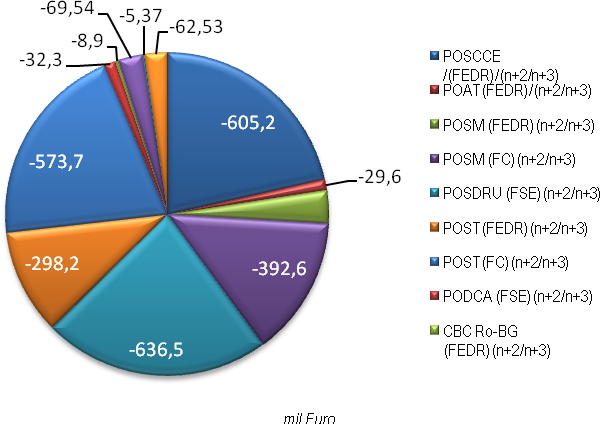 -69,54
-5,37
-62,53
-8,9
-32,3
-605,2
-573,7
-29,6
-392,6
-298,2
-636,5
POSCCE
/(FEDR)/(n+2/n+3)
POAT(FEDR)/(n+2/n+3)
POSM (FEDR) (n+2/n+3)
POSM (FC) (n+2/n+3)
POSDRU (FSE) (n+2/n+3)
POST(FEDR) (n+2/n+3)
POST(FC) (n+2/n+3)
PODCA (FSE) (n+2/n+3)
CBC Ro-BG
(FEDR) (n+2/n+3)
mil Euro